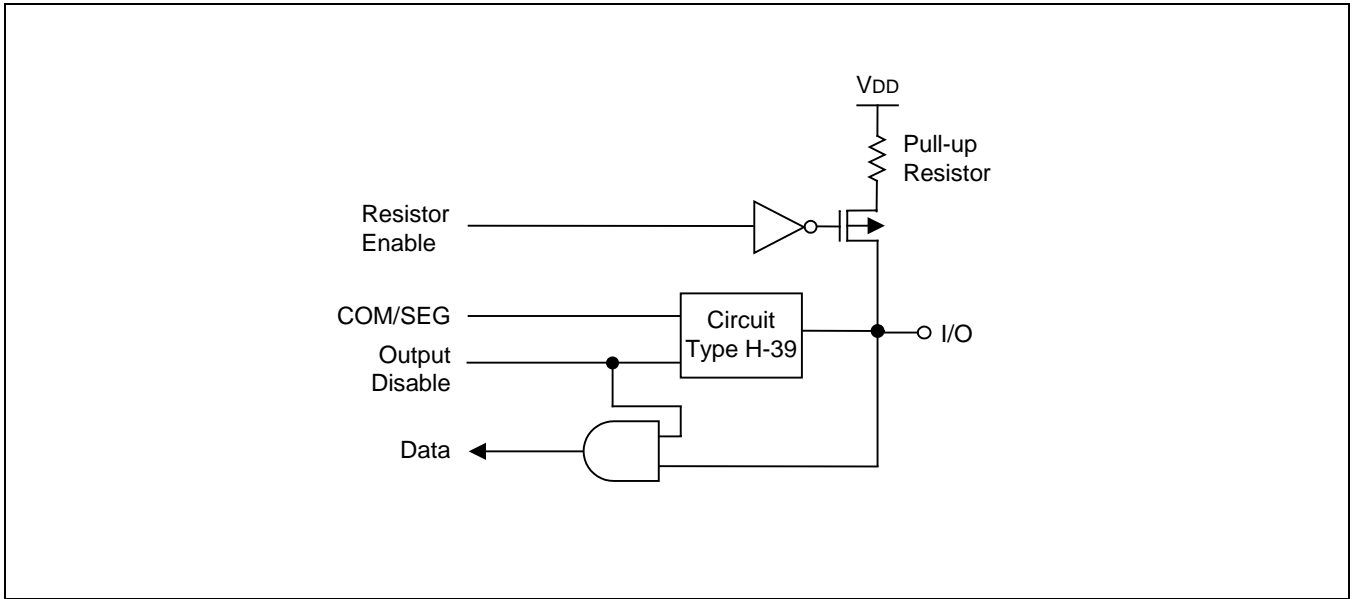 VDD
Pull-up
Resistor
Resistor
Enable
COM/SEG
Circuit
Type H-39
I/O
Output
Disable
Data